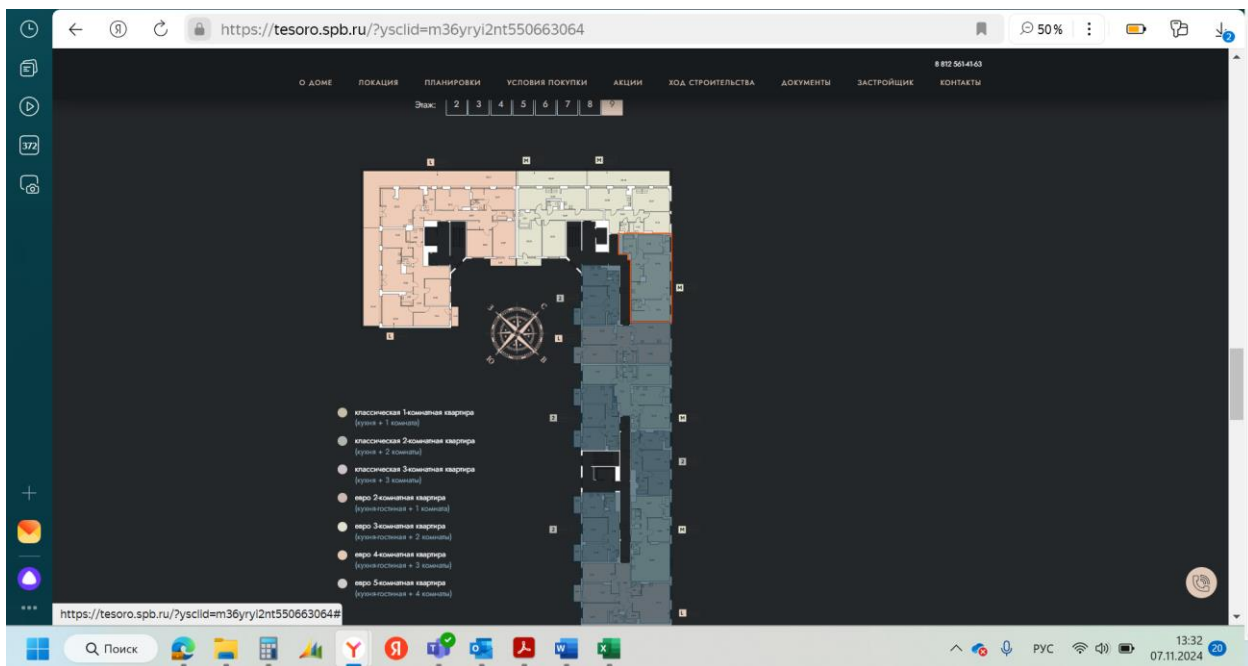 https://tesoro.spb.ru/?ysclid=m36yryi2nt550663064
50 %
2
372
8 812 561-41-63
О ДОМЕ ЛОКАЦИЯ ПЛАНИРОВКИ УСЛОВИЯ ПОКУПКИ АКЦИИ ХОД СТРОИТЕЛЬСТВА ДОКУМЕНТЫ ЗАСТРОЙЩИК КОНТАКТЫ
Этаж: 2 3 4 5 6 7 8 9
L M M
M
2
L
L
З С
Ю В
2 M
2
2 M
L
классическая 1-комнатная квартира
(кухня + 1 комната)
классическая 2-комнатная квартира
(кухня + 2 комнаты)
классическая 3-комнатная квартира
(кухня + 3 комнаты)
евро 2-комнатная квартира
(кухня-гостиная + 1 комната)
евро 3-комнатная квартира
(кухня-гостиная + 2 комнаты)
евро 4-комнатная квартира
(кухня-гостиная + 3 комнаты)
евро 5-комнатная квартира
(кухня-гостиная + 4 комнаты)
https://tesoro.spb.ru/?ysclid=m36yryi2nt550663064#
Поиск
РУС
13:32
07.11.2024
20